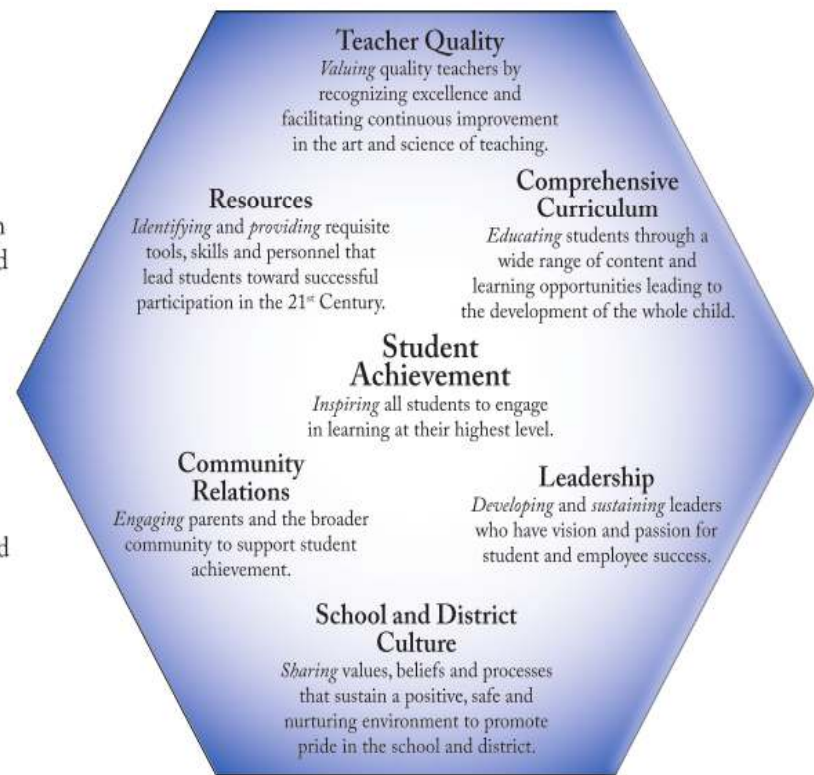 Teacher Quality
Valuing quality teachers by
recognizing excellence and
facilitating continuous improvement
in the art and science of teaching.
Resources
Identifying and providing requisite
tools, skills and personnel that
lead students toward successful
participation in the 21st Century.
Comprehensive
Curriculum
Educating students through a
wide range of content and
learning opportunities leading to
the development of the whole child.
Student
Achievement
Inspiring all students to engage
in learning at their highest level.
Community
Relations
Engaging parents and the broader
community to support student
achievement.
Leadership
Developing and sustaining leaders
who have vision and passion for
student and employee success.
School and District
Culture
Sharing values, beliefs and processes
that sustain a positive, safe and
nurturing environment to promote
pride in the school and district.